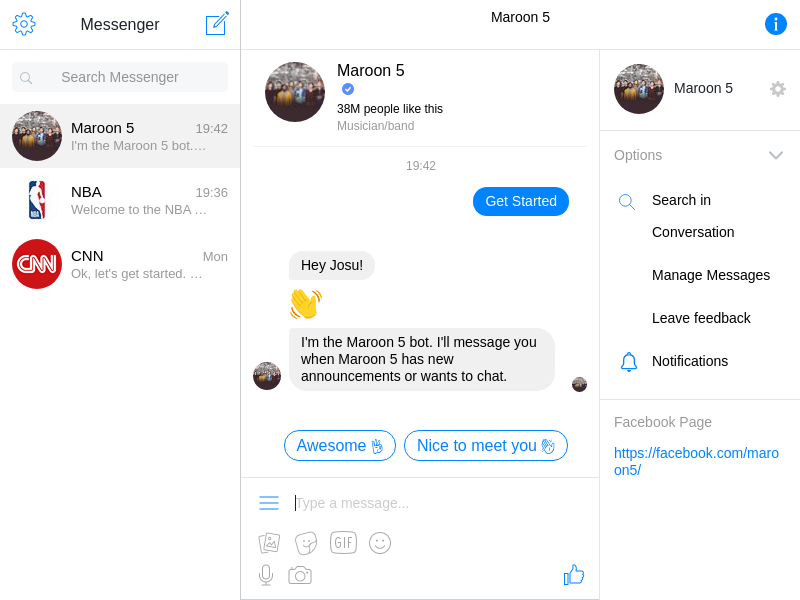 Messenger
Search Messenger
Maroon 5
19:42
I'm the Maroon 5 bot.…
NBA
NBA
19:36
Welcome to the NBA …
CNN
CNN
Mon
Ok, let's get started. …
Maroon 5
Maroon 5
38M people like this
Musician/band
19:42
Get Started
Hey Josu!
I'm the Maroon 5 bot. I'll message you
when Maroon 5 has new
announcements or wants to chat.
Awesome 👌
Nice to meet you 👋
Type a message...
GIF
Maroon 5
Options
Search in
Conversation
Manage Messages
Leave feedback
Notifications
Facebook Page
https://facebook.com/maro
on5/